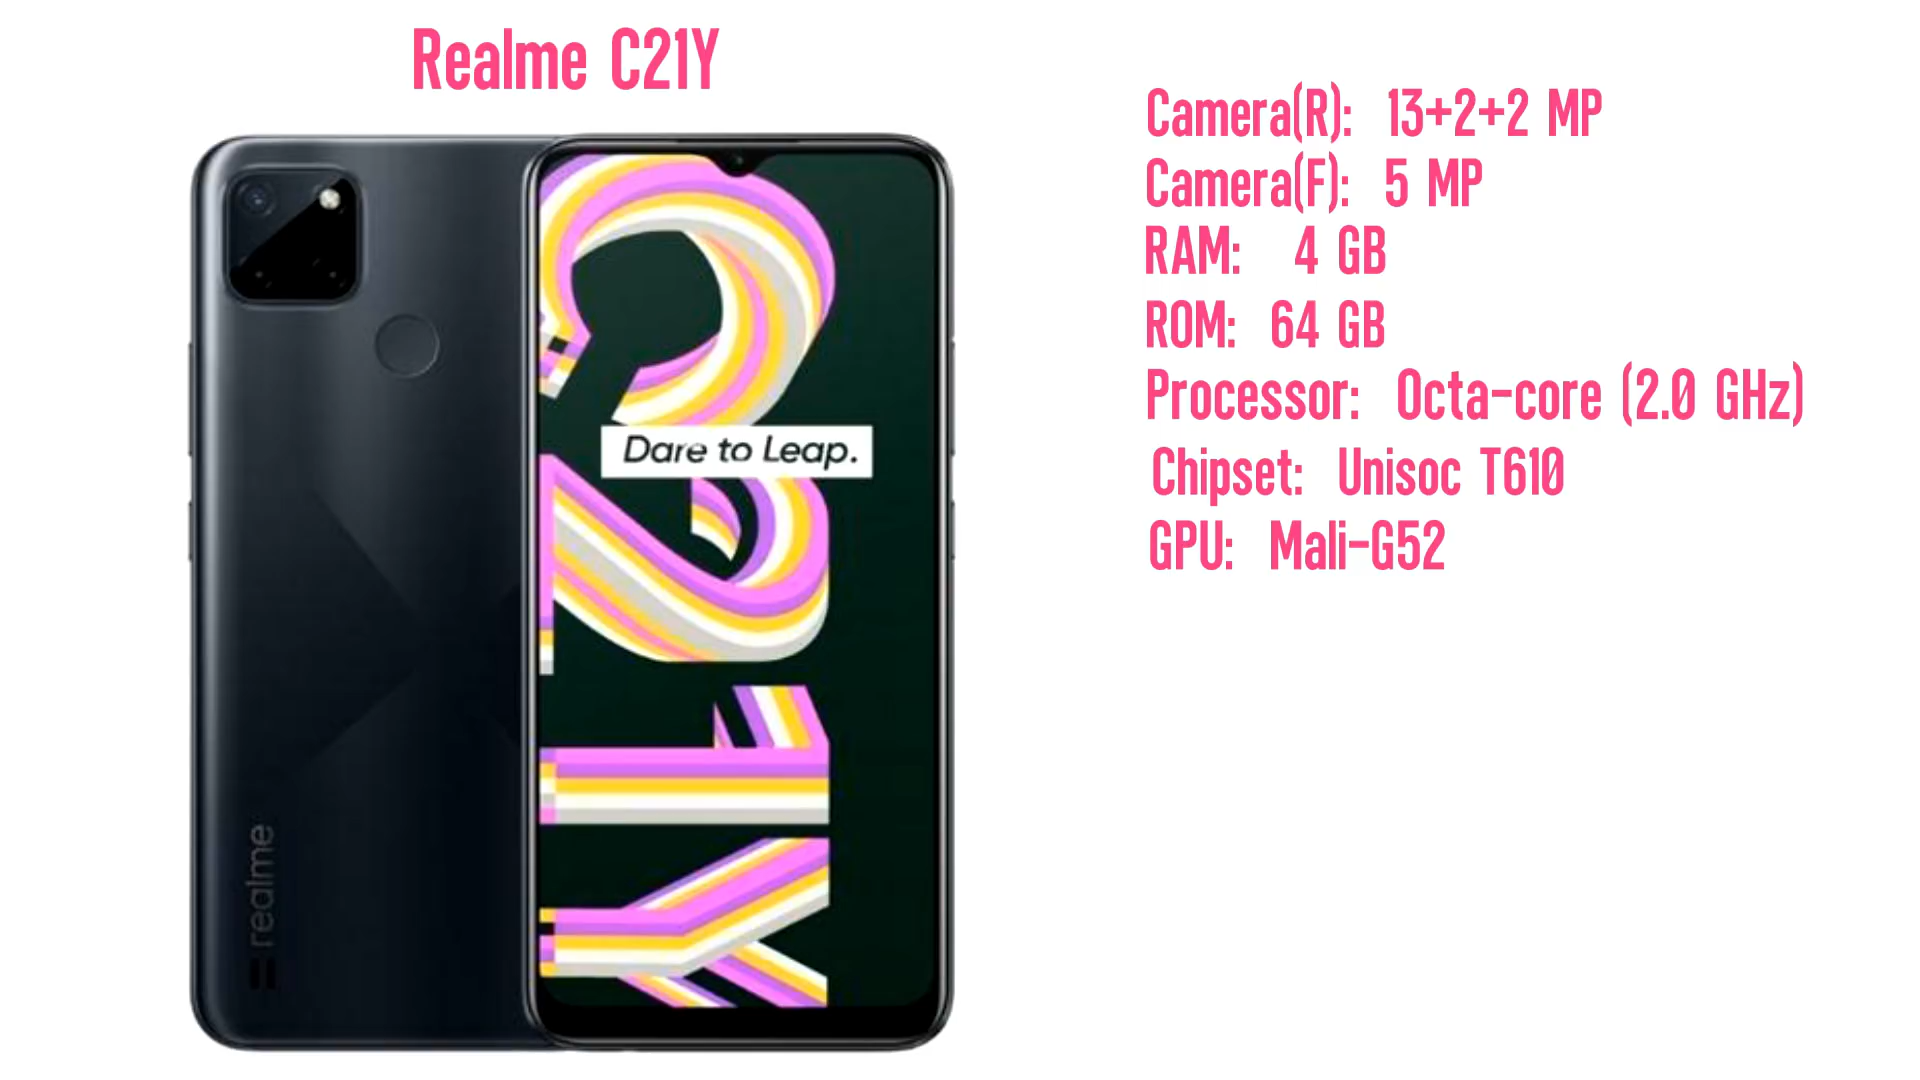 Realme C21Y
Camera(R): 13+2+2 MP
Camera(F): 5 MP
RAM: 4 GB
ROM: 64 GB
Processor: Octa-core (2.0 GHz)
Chipset: Unisoc T610
GPU: Mali-G52
C21Y
Dare to Leap.
realme